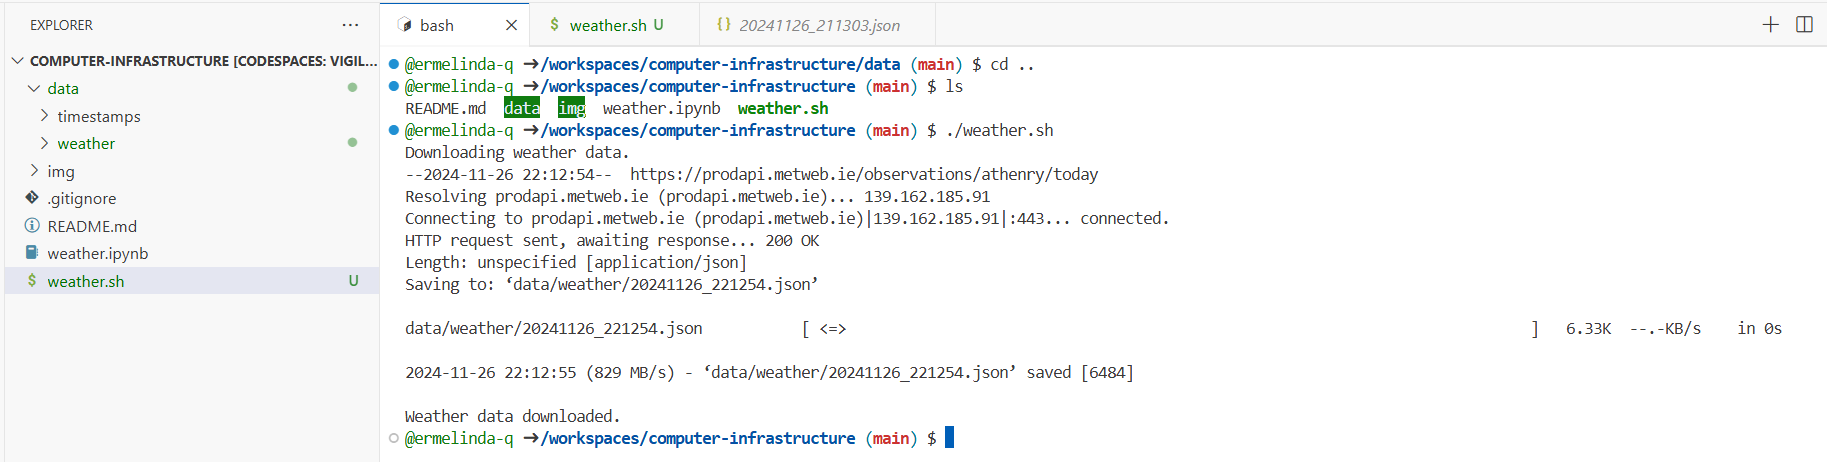 EXPLORER
···
COMPUTER-INFRASTRUCTURE [CODESPACES: VIGIL...
data
timestamps
weather
img
.gitignore
README.md
weather.ipynb
$ weather.sh U
bash
$ weather.sh U
{} 20241126_211303.json
@ermelinda-q ➜/workspaces/computer-infrastructure/data (main) $ cd ..
@ermelinda-q ➜/workspaces/computer-infrastructure (main) $ ls
README.md data img weather.ipynb weather.sh
@ermelinda-q ➜/workspaces/computer-infrastructure (main) $ ./weather.sh
Downloading weather data.
--2024-11-26 22:12:54-- https://prodapi.metweb.ie/observations/athenry/today
Resolving prodapi.metweb.ie (prodapi.metweb.ie)... 139.162.185.91
Connecting to prodapi.metweb.ie (prodapi.metweb.ie)|139.162.185.91|:443... connected.
HTTP request sent, awaiting response... 200 OK
Length: unspecified [application/json]
Saving to: ‘data/weather/20241126_221254.json’
data/weather/20241126_221254.json [ <=> ] 6.33K --.-KB/s in 0s
2024-11-26 22:12:55 (829 MB/s) - ‘data/weather/20241126_221254.json’ saved [6484]
Weather data downloaded.
@ermelinda-q ➜/workspaces/computer-infrastructure (main) $